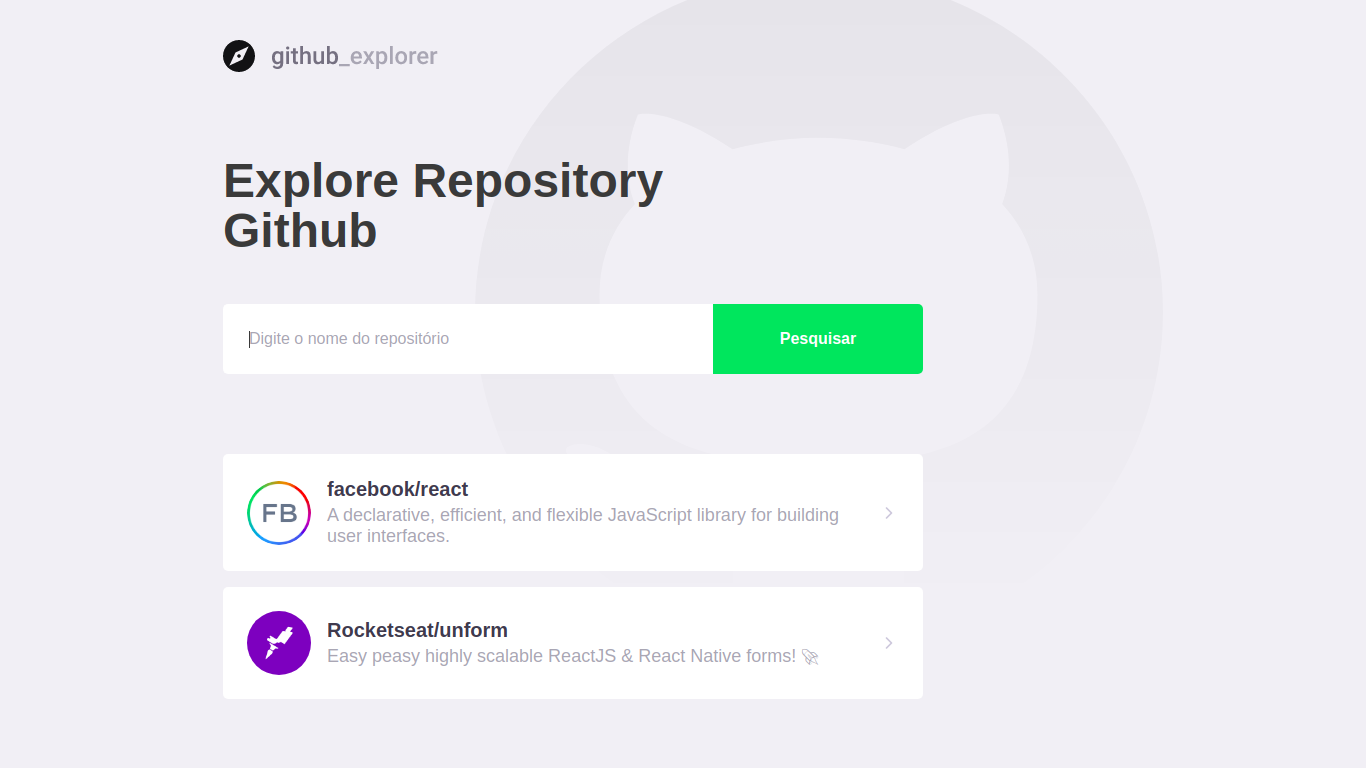 github_explorer
Explore Repository
Github
Digite o nome do repositório
Pesquisar
FB
facebook/react
A declarative, efficient, and flexible JavaScript library for building
user interfaces.
Rocketseat/unform
Easy peasy highly scalable ReactJS & React Native forms! 🚀